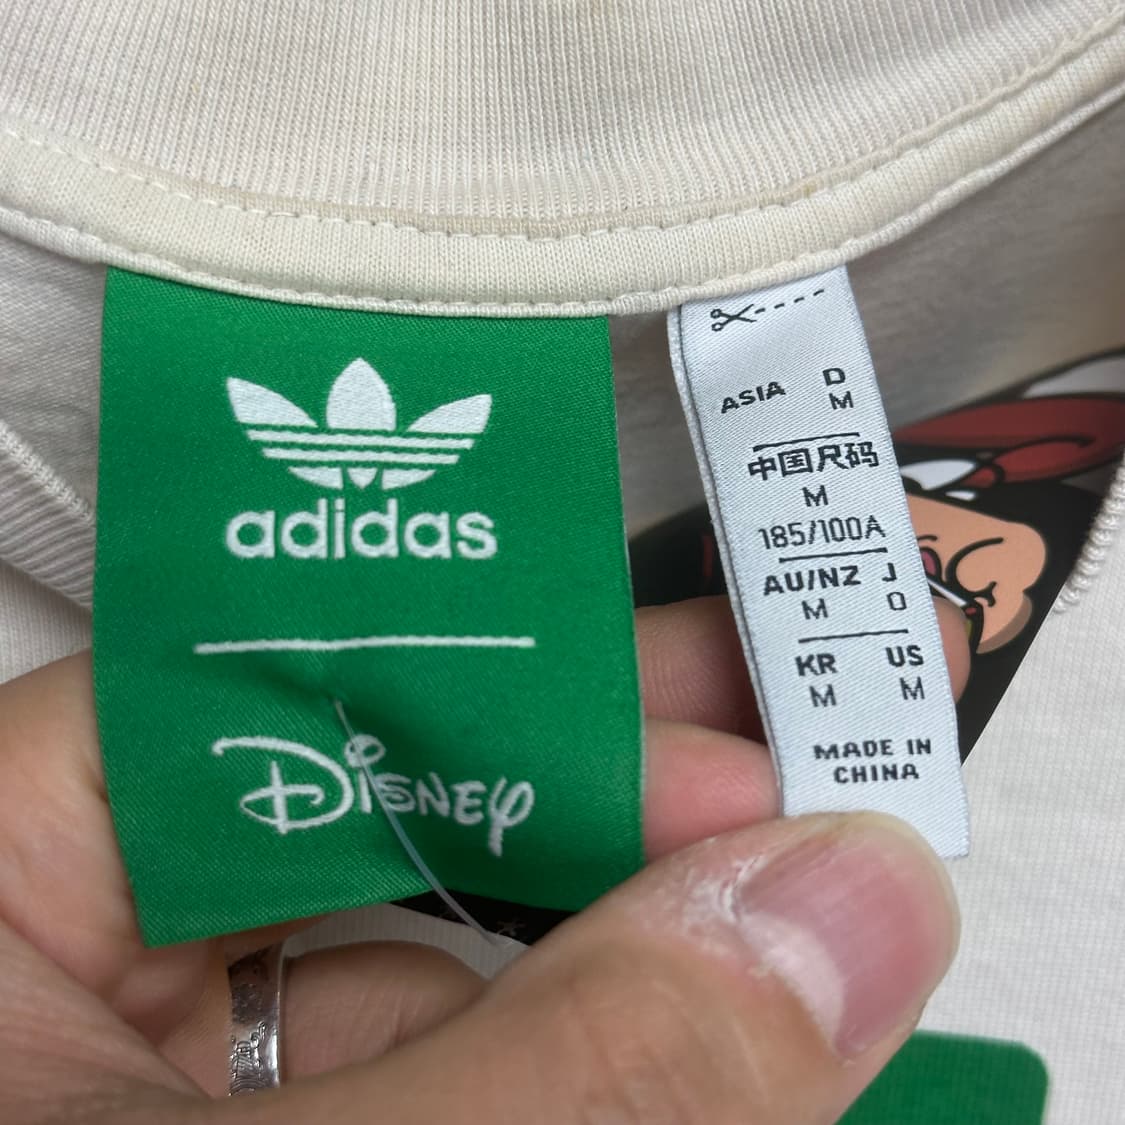 adidas
Disney
ASIA D
M
中国尺码
M
185/100A
AU/NZ J
M O
KR US
M M
MADE IN
CHINA